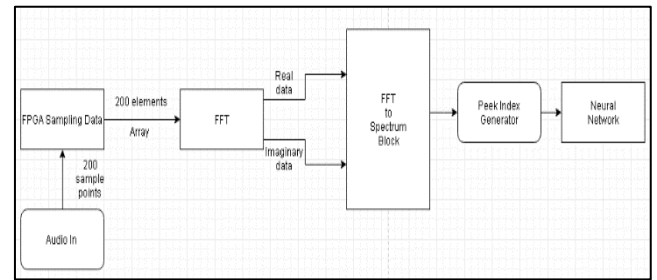 Audio In
200
sample
points
FPGA Sampling Data
200 elements
Array
FFT
Real
data
Imaginary
data
FFT
to
Spectrum
Block
Peek Index
Generator
Neural
Network